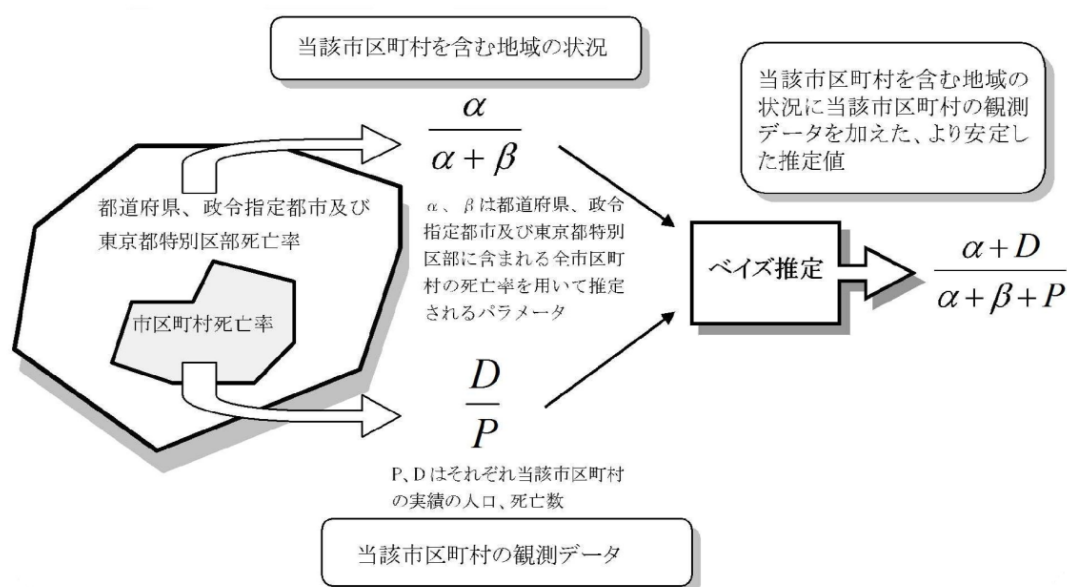 当該市区町村を含む地域の状況
α
α + β
都道府県、政令指定都市及び
東京都特別区部死亡率
市区町村死亡率
α、βは都道府県、政令
指定都市及び東京都特別
区部に含まれる全市区町
村の死亡率を用いて推定
されるパラメータ
D
P
P、Dはそれぞれ当該市区町村
の実績の人口、死亡数
当該市区町村の観測データ
ベイズ推定
当該市区町村を含む地域の
状況に当該市区町村の観測
データを加えた、より安定し
た推定値
α + D
α + β + P